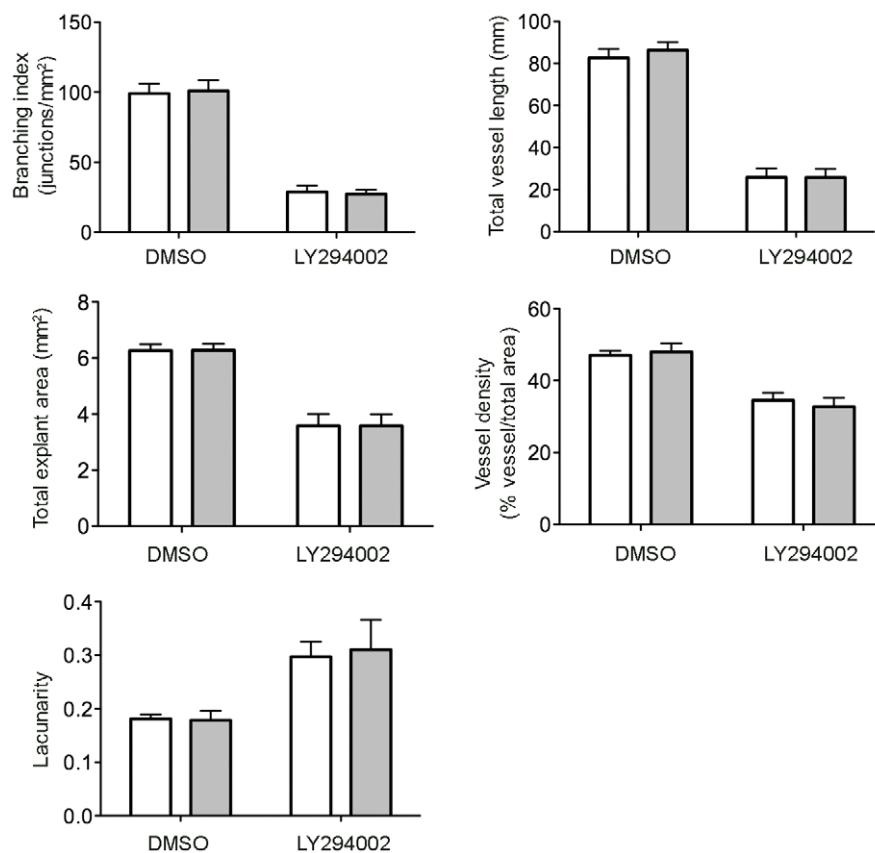 Branching index
(junctions/mm²)
150
100
50
0
DMSO
LY294002
Total vessel length (mm)
100
80
60
40
20
0
DMSO
LY294002
Total explant area (mm²)
8
6
4
2
0
DMSO
LY294002
Vessel density
(% vessel/total area)
60
40
20
0
DMSO
LY294002
Lacunarity
0.4
0.3
0.2
0.1
0.0
DMSO
LY294002